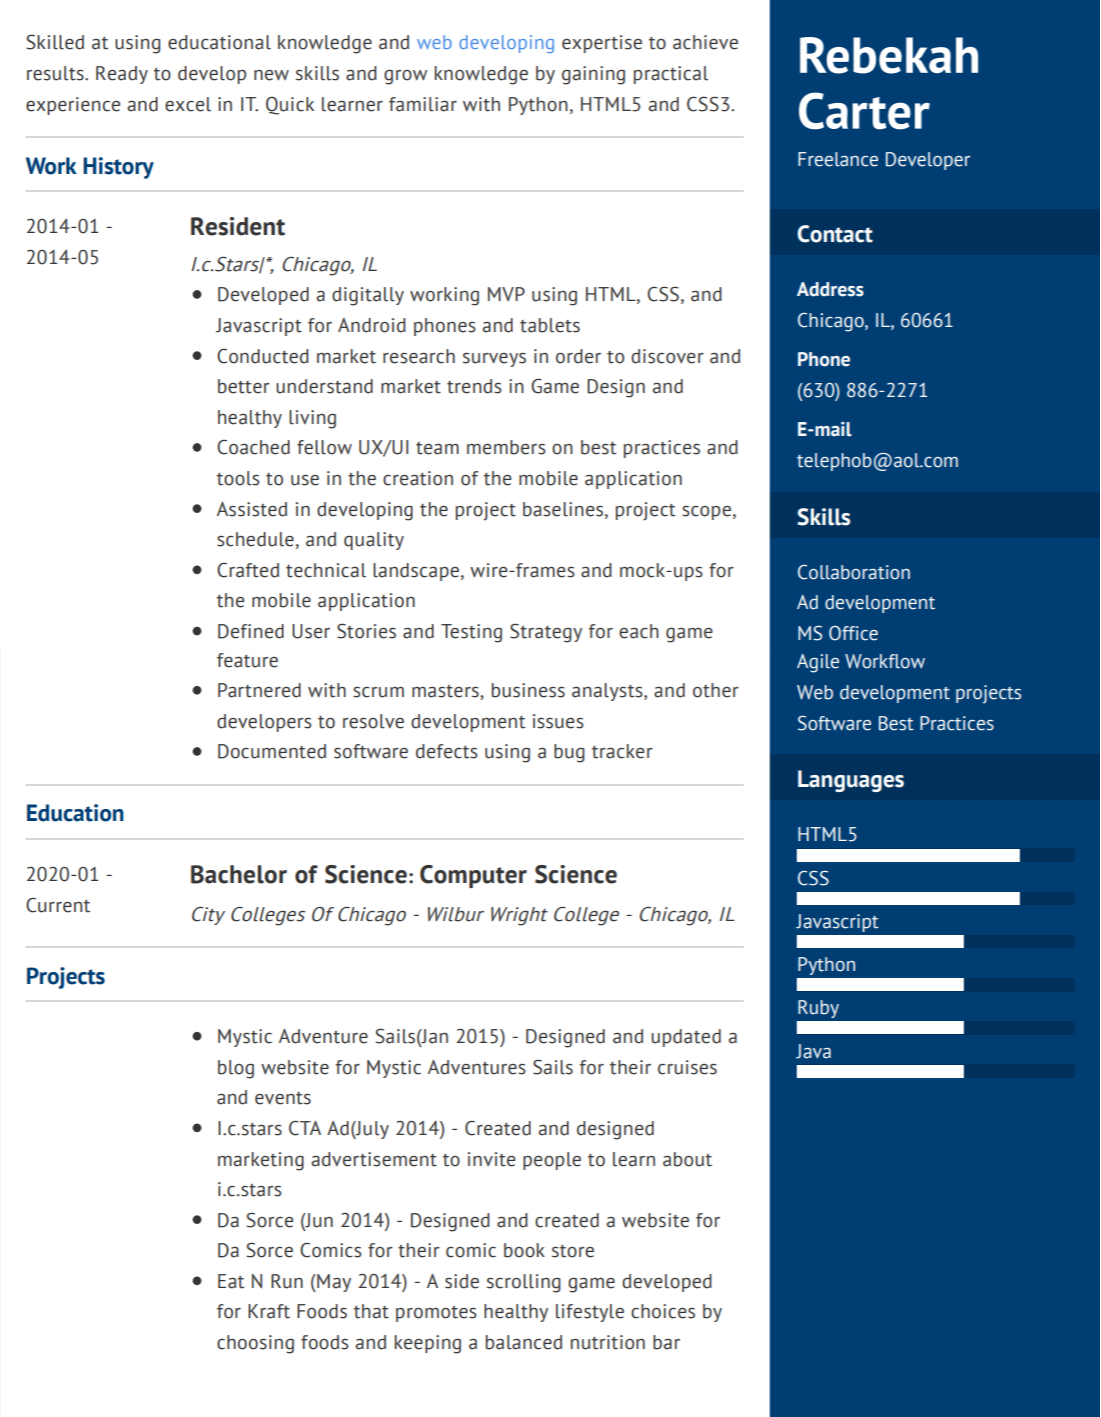 Skilled at using educational knowledge and web developing expertise to achieve
results. Ready to develop new skills and grow knowledge by gaining practical
experience and excel in IT. Quick learner familiar with Python, HTML5 and CSS3.
Work History
2014-01 -
2014-05
Resident
I.c.Stars|*, Chicago, IL
● Developed a digitally working MVP using HTML, CSS, and
Javascript for Android phones and tablets
● Conducted market research surveys in order to discover and
better understand market trends in Game Design and
healthy living
● Coached fellow UX/UI team members on best practices and
tools to use in the creation of the mobile application
● Assisted in developing the project baselines, project scope,
schedule, and quality
● Crafted technical landscape, wire-frames and mock-ups for
the mobile application
● Defined User Stories and Testing Strategy for each game
feature
● Partnered with scrum masters, business analysts, and other
developers to resolve development issues
● Documented software defects using a bug tracker
Education
2020-01 -
Current
Bachelor of Science: Computer Science
City Colleges Of Chicago - Wilbur Wright College - Chicago, IL
Projects
● Mystic Adventure Sails(Jan 2015) - Designed and updated a
blog website for Mystic Adventures Sails for their cruises
and events
● I.c.stars CTA Ad(July 2014) - Created and designed
marketing advertisement to invite people to learn about
i.c.stars
● Da Sorce (Jun 2014) - Designed and created a website for
Da Sorce Comics for their comic book store
● Eat N Run (May 2014) - A side scrolling game developed
for Kraft Foods that promotes healthy lifestyle choices by
choosing foods and keeping a balanced nutrition bar
Rebekah
Carter
Freelance Developer
Contact
Address
Chicago, IL, 60661
Phone
(630) 886-2271
E-mail
telephob@aol.com
Skills
Collaboration
Ad development
MS Office
Agile Workflow
Web development projects
Software Best Practices
Languages
HTML5
CSS
Javascript
Python
Ruby
Java